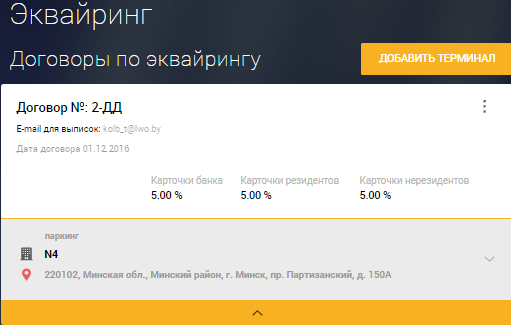 Эквайринг
Договоры по эквайрингу
ДОБАВИТЬ ТЕРМИНАЛ
Договор №: 2-ДД
E-mail для выписок: kolb_t@iwo.by
Дата договора 01.12.2016
Карточки банка Карточки резидентов Карточки нерезидентов
5.00 % 5.00 % 5.00 %
паркинг
N4
220102, Минская обл., Минский район, г. Минск, пр. Партизанский, д. 150А